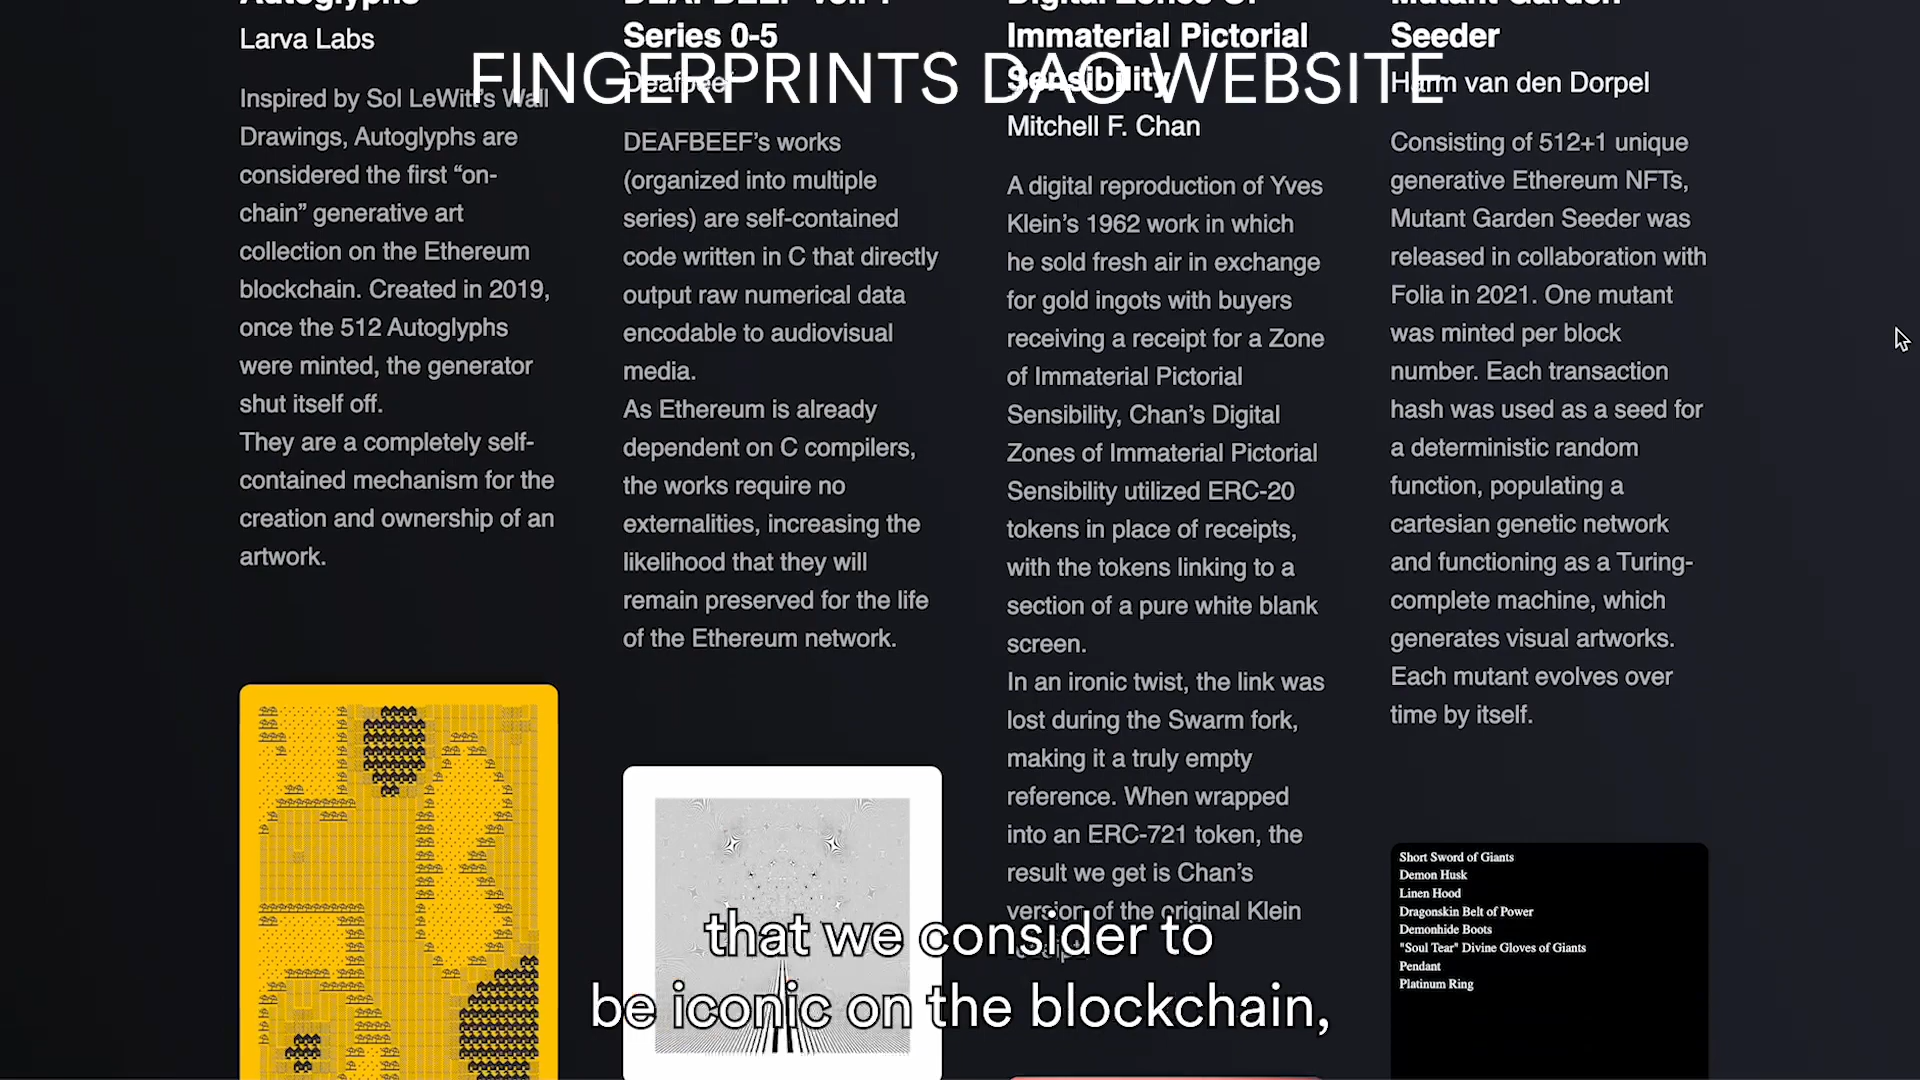 Autoglyphs
Larva Labs
Inspired by Sol LeWitt's Wall
Drawings, Autoglyphs are
considered the first “on-
chain” generative art
collection on the Ethereum
blockchain. Created in 2019,
once the 512 Autoglyphs
were minted, the generator
shut itself off.
They are a completely self-
contained mechanism for the
creation and ownership of an
artwork.
Series 0-5
Deafbeef
DEAFBEEF’s works
(organized into multiple
series) are self-contained
code written in C that directly
output raw numerical data
encodable to audiovisual
media.
As Ethereum is already
dependent on C compilers,
the works require no
externalities, increasing the
likelihood that they will
remain preserved for the life
of the Ethereum network.
Digital Zones Of
Immaterial Pictorial
Sensibility
Mitchell F. Chan
A digital reproduction of Yves
Klein’s 1962 work in which
he sold fresh air in exchange
for gold ingots with buyers
receiving a receipt for a Zone
of Immaterial Pictorial
Sensibility, Chan’s Digital
Zones of Immaterial Pictorial
Sensibility utilized ERC-20
tokens in place of receipts,
with the tokens linking to a
section of a pure white blank
screen.
In an ironic twist, the link was
lost during the Swarm fork,
making it a truly empty
reference. When wrapped
into an ERC-721 token, the
result we get is Chan’s
version of the original Klein
Mutant Garden
Seeder
Harm van den Dorpel
Consisting of 512+1 unique
generative Ethereum NFTs,
Mutant Garden Seeder was
released in collaboration with
Folia in 2021. One mutant
was minted per block
number. Each transaction
hash was used as a seed for
a deterministic random
function, populating a
cartesian genetic network
and functioning as a Turing-
complete machine, which
generates visual artworks.
Each mutant evolves over
time by itself.
Short Sword of Giants
Demon Husk
Linen Hood
Dragonskin Belt of Power
Demonhide Boots
"Soul Tear" Divine Gloves of Giants
Pendant
Platinum Ring
FINGERPRINTS DAO WEBSITE
that we consider to
be iconic on the blockchain,